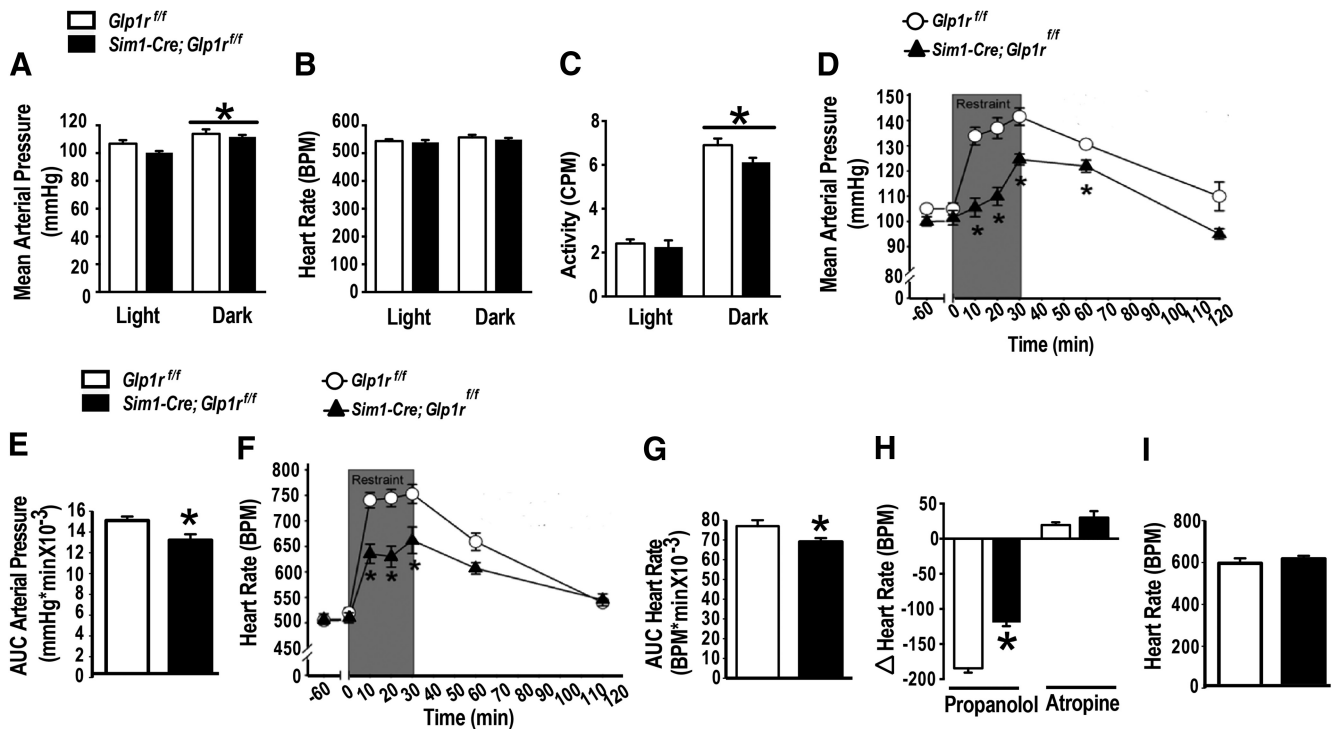 Glp1r f/f
Sim1-Cre; Glp1r f/f
Glp1r f/f
Sim1-Cre; Glp1r f/f
A
Mean Arterial Pressure
(mmHg)
120
100
80
60
40
20
0
*
Light
Dark
B
Heart Rate (BPM)
600
500
400
300
200
100
0
Light
Dark
C
Activity (CPM)
8
6
4
2
0
*
Light
Dark
D
Mean Arterial Pressure
(mmHg)
150
140
130
120
110
100
90
80
0
Restraint
*
*
*
*
-60
0
10
20
30
40
50
60
70
80
90
100
110
120
Time (min)
Glp1r f/f
Sim1-Cre; Glp1r f/f
Glp1r f/f
Sim1-Cre; Glp1r f/f
E
AUC Arterial Pressure
(mmHg*minX10-3)
16
14
12
10
8
6
4
2
0
*
F
Heart Rate (BPM)
800
750
700
650
600
550
500
450
0
Restraint
*
*
*
-60
0
10
20
30
40
50
60
70
80
90
100
110
120
Time (min)
G
AUC Heart Rate
(BPM*minX10-3)
80
70
60
50
40
30
20
10
0
*
H
△ Heart Rate (BPM)
50
0
-50
-100
-150
-200
*
Propanolol
Atropine
I
Heart Rate (BPM)
800
600
400
200
0